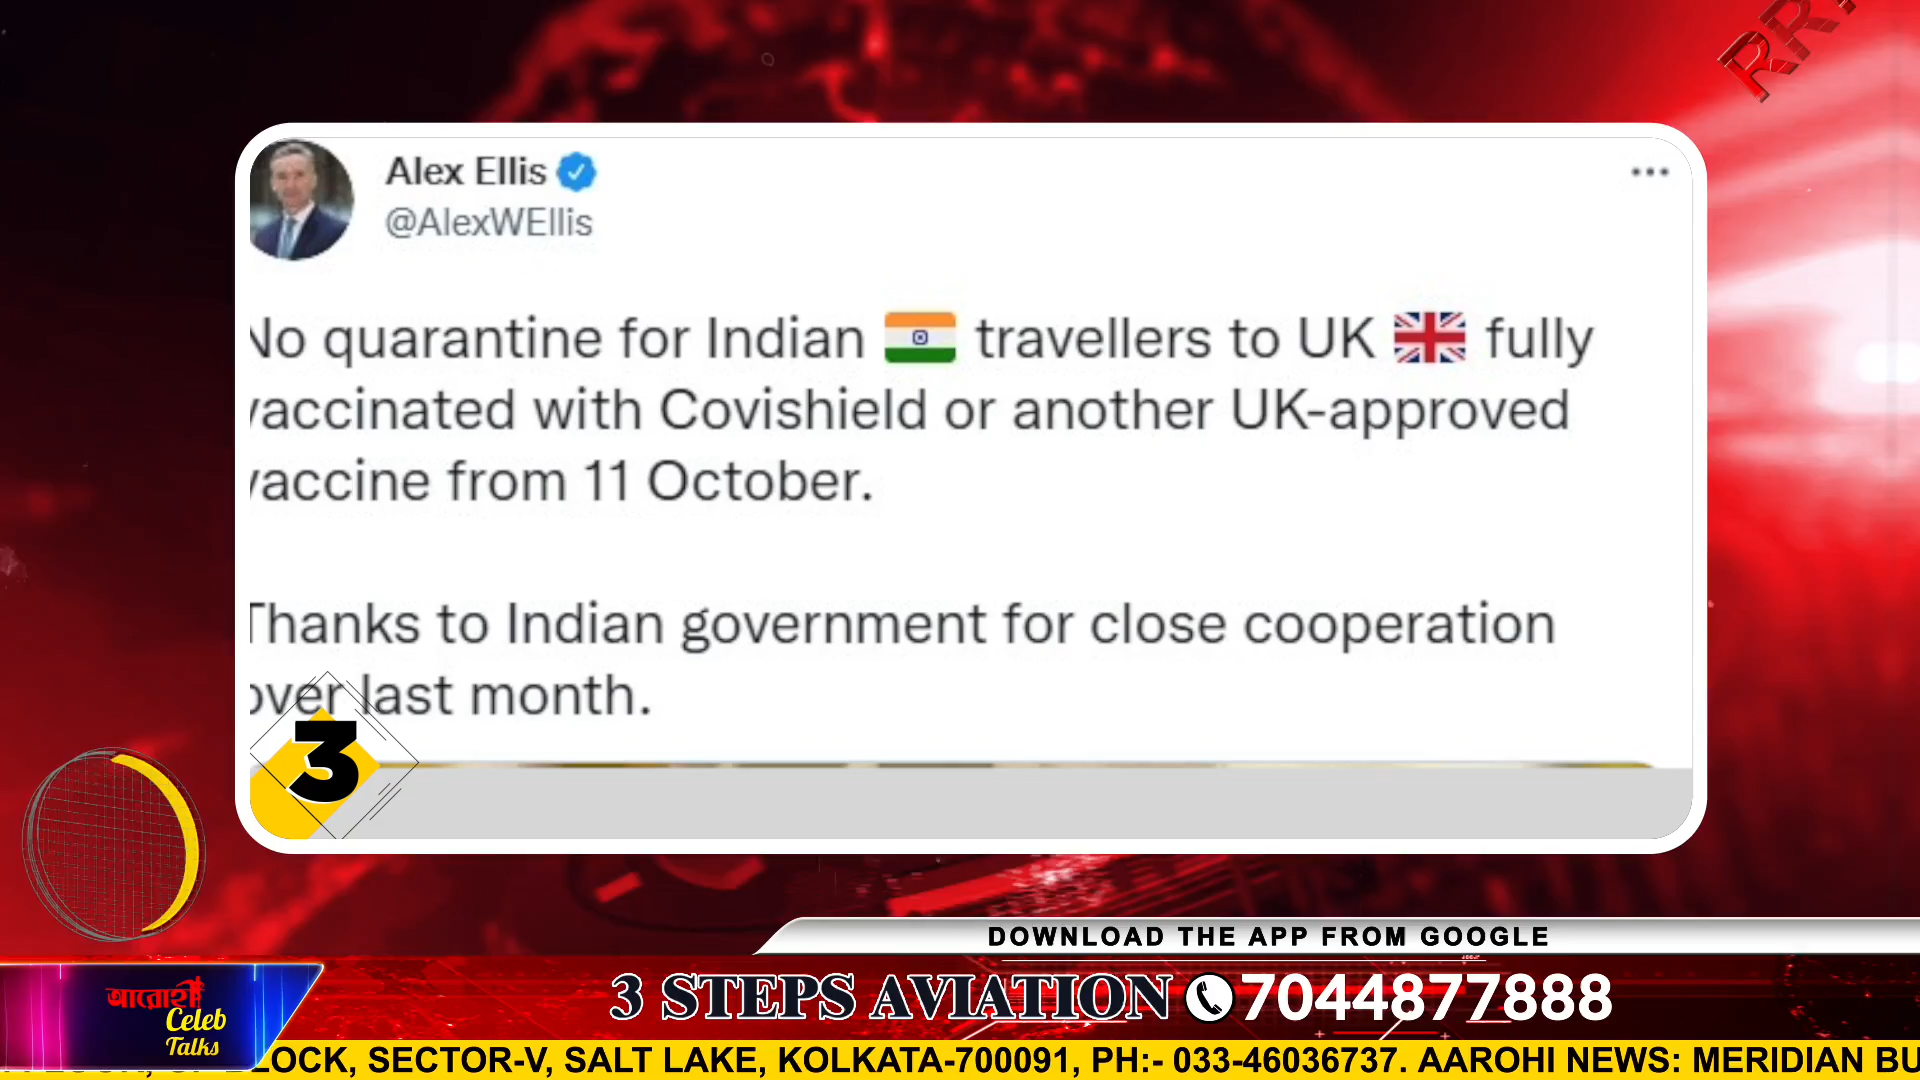 Alex Ellis
@AlexWEllis
No quarantine for Indian 🇮🇳 travellers to UK 🇬🇧 fully
vaccinated with Covishield or another UK-approved
vaccine from 11 October.
Thanks to Indian government for close cooperation
over last month.
3
DOWNLOAD THE APP FROM GOOGLE
3 STEPS AVIATION 7044877888
আরোহী
Celeb
Talks
OCK, SECTOR-V, SALT LAKE, KOLKATA-700091, PH:- 033-46036737. AAROHI NEWS: MERIDIAN BU